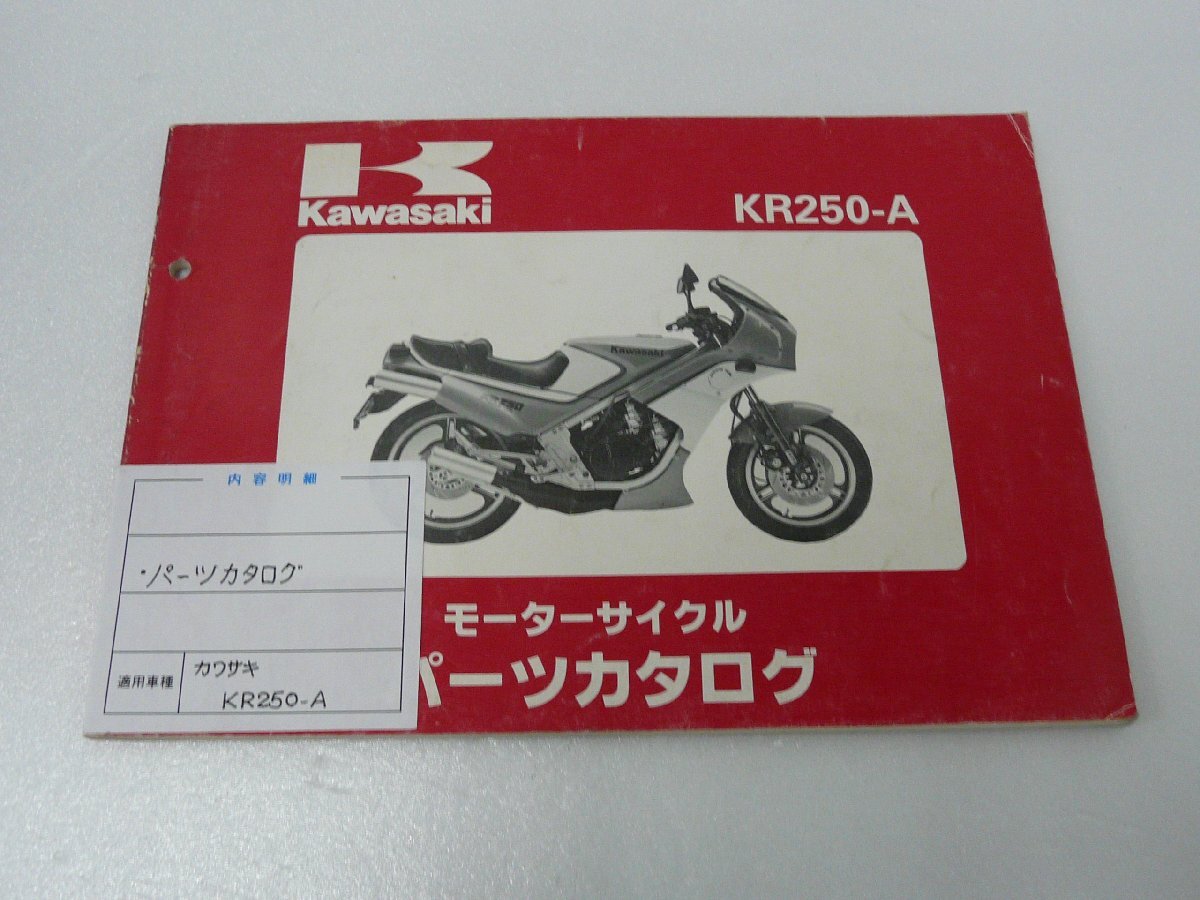 Kawasaki
KR250-A
Kawasaki
250
モーターサイクル
パーツカタログ
内容明細
・パーツカタログ
適用車種
カワサキ
KR250-A